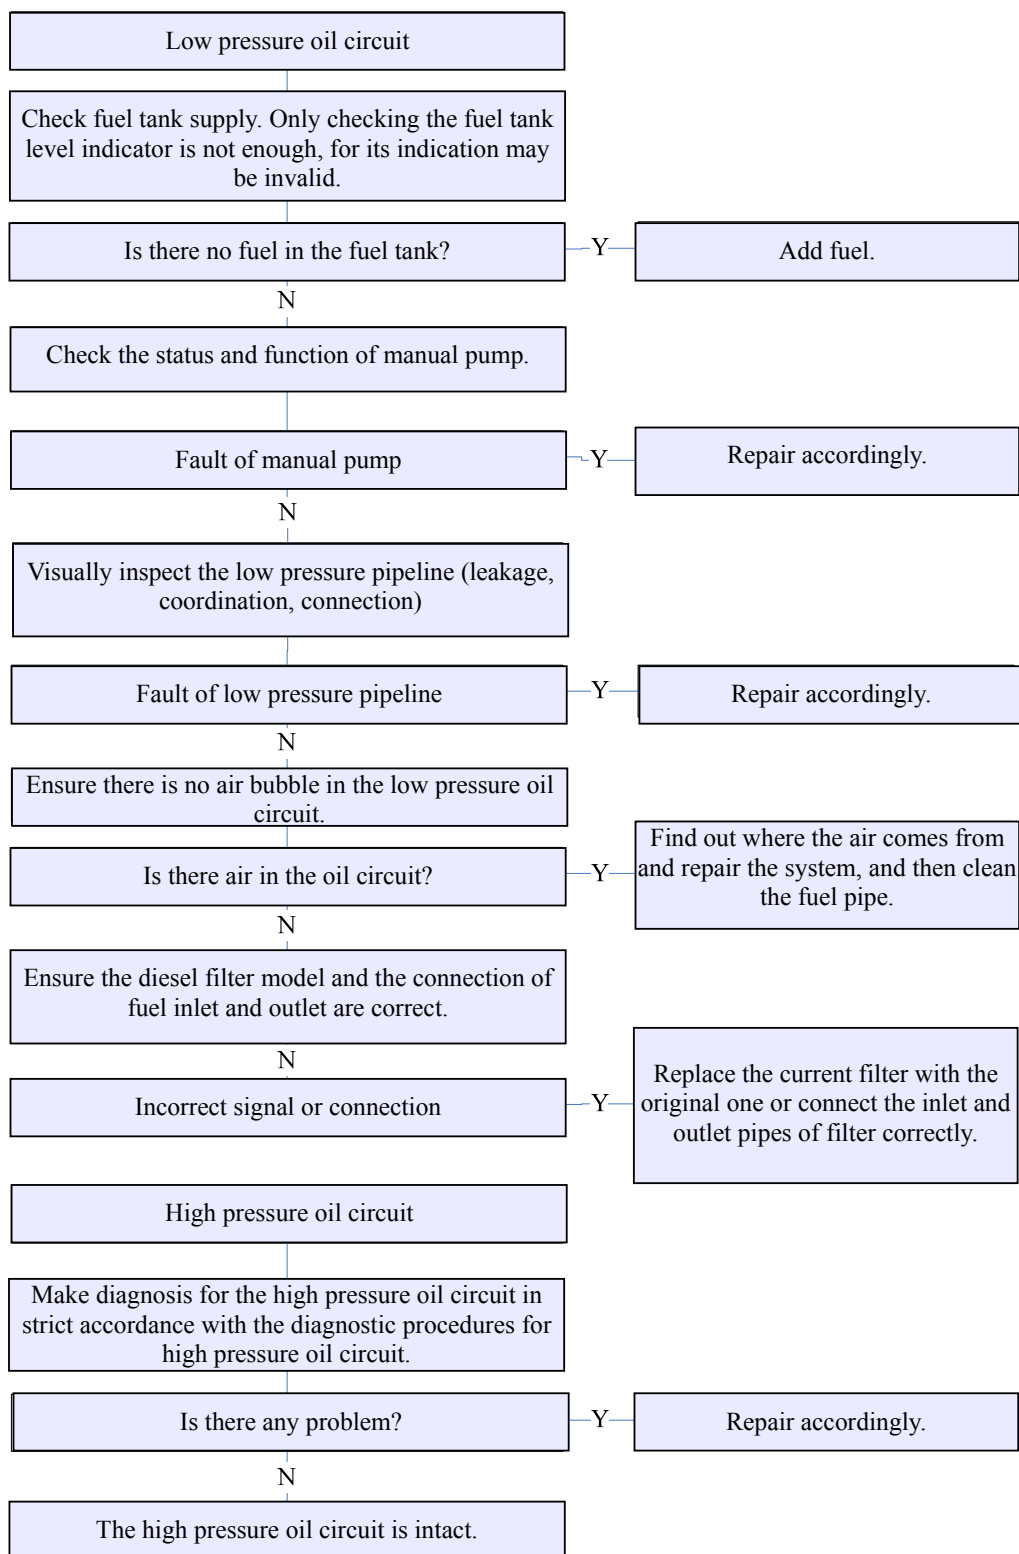 Low pressure oil circuit
Check fuel tank supply. Only checking the fuel tank
level indicator is not enough, for its indication may
be invalid.
Is there no fuel in the fuel tank?
Y
Add fuel.
N
Check the status and function of manual pump.
Fault of manual pump
Y
Repair accordingly.
N
Visually inspect the low pressure pipeline (leakage,
coordination, connection)
Fault of low pressure pipeline
Y
Repair accordingly.
N
Ensure there is no air bubble in the low pressure oil
circuit.
Is there air in the oil circuit?
Y
Find out where the air comes from
and repair the system, and then clean
the fuel pipe.
N
Ensure the diesel filter model and the connection of
fuel inlet and outlet are correct.
N
Incorrect signal or connection
Y
Replace the current filter with the
original one or connect the inlet and
outlet pipes of filter correctly.
High pressure oil circuit
Make diagnosis for the high pressure oil circuit in
strict accordance with the diagnostic procedures for
high pressure oil circuit.
Is there any problem?
Y
Repair accordingly.
N
The high pressure oil circuit is intact.